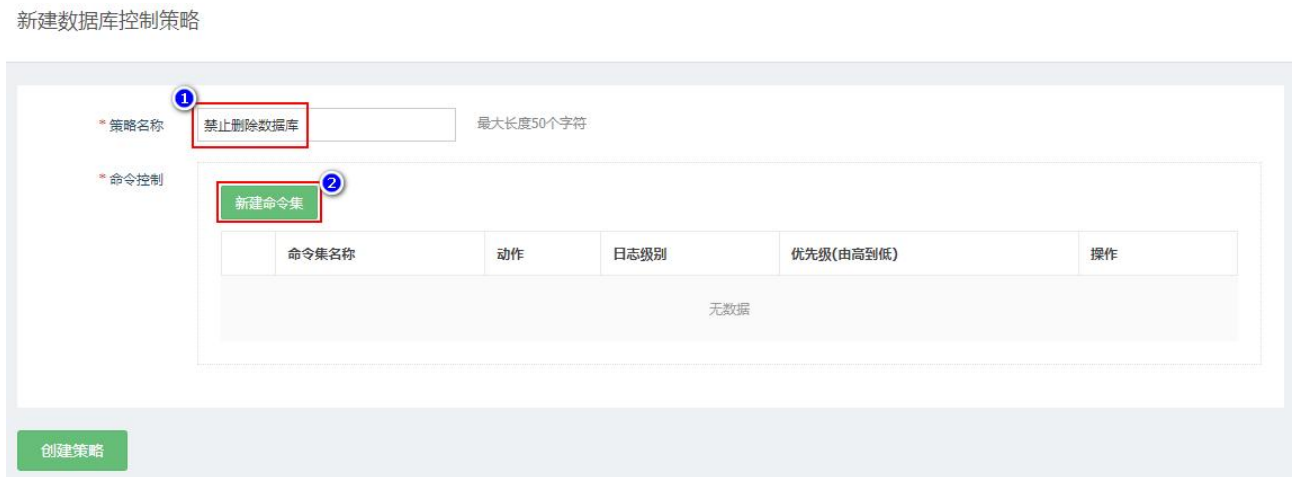 新建数据库控制策略
1
* 策略名称 禁止删除数据库 最大长度50个字符
* 命令控制
2
新建命令集
命令集名称 动作 日志级别 优先级(由高到低) 操作
无数据
创建策略